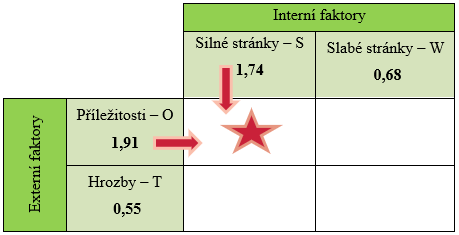 Interní faktory
Silné stránky – S
1,74
Slabé stránky – W
0,68
Externí faktory
Příležitosti – O
1,91
Hrozby – T
0,55